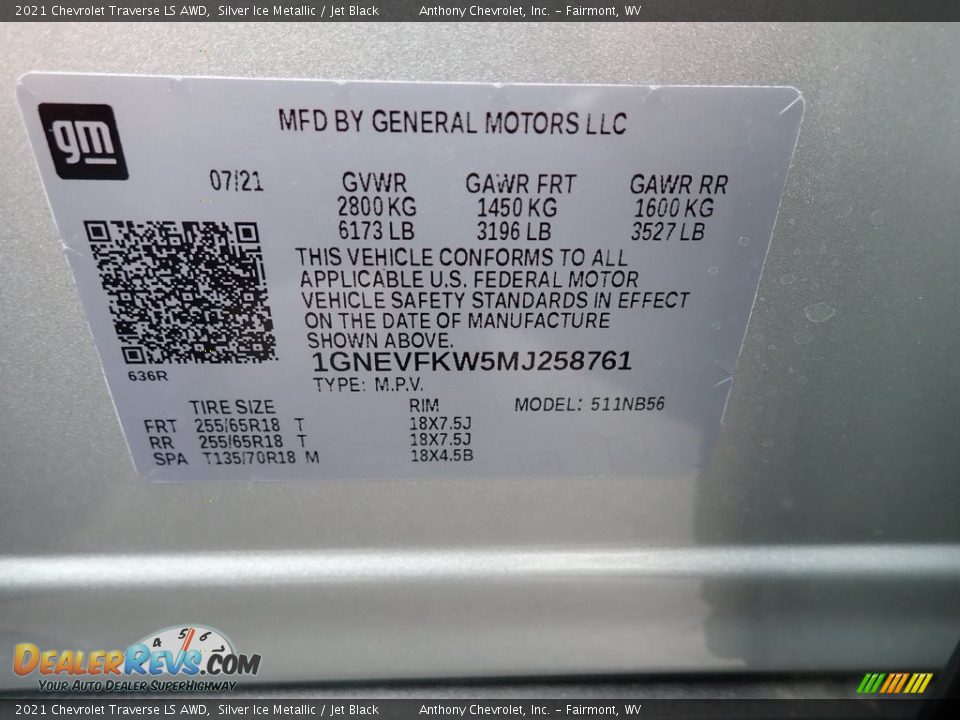 2021 Chevrolet Traverse LS AWD,  Silver Ice Metallic / Jet Black     Anthony Chevrolet, Inc. - Fairmont, WV
gm
MFD BY GENERAL MOTORS LLC
07/21 GVWR GAWR FRT GAWR RR
2800 KG 1450 KG 1600 KG
6173 LB 3196 LB 3527 LB
THIS VEHICLE CONFORMS TO ALL
APPLICABLE U.S. FEDERAL MOTOR
VEHICLE SAFETY STANDARDS IN EFFECT
ON THE DATE OF MANUFACTURE
SHOWN ABOVE.
1GNEVFKW5MJ258761
636R
TYPE: M.P.V.
TIRE SIZE RIM MODEL: 511NB56
FRT 255/65R18 T 18X7.5J
RR 255/65R18 T 18X7.5J
SPA T135/70R18 M 18X4.5B
4 5 6
DealerRevs.com
Your Auto Dealer SuperHighway
2021 Chevrolet Traverse LS AWD,  Silver Ice Metallic / Jet Black     Anthony Chevrolet, Inc. - Fairmont, WV